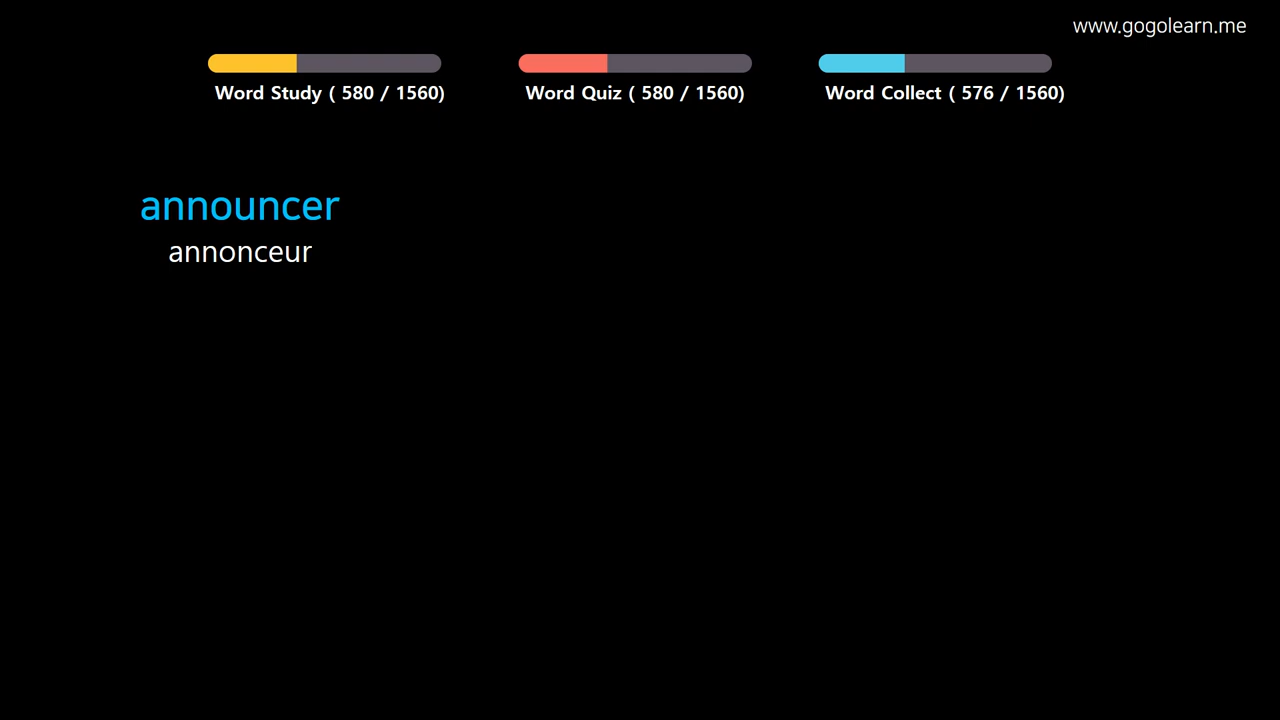 www.gogolearn.me
Word Study ( 580 / 1560)
Word Quiz ( 580 / 1560)
Word Collect ( 576 / 1560)
announcer
annonceur